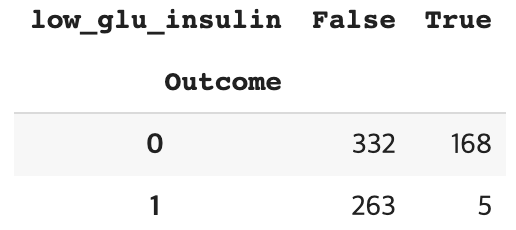 low_glu_insulin False True
Outcome
0 332 168
1 263 5